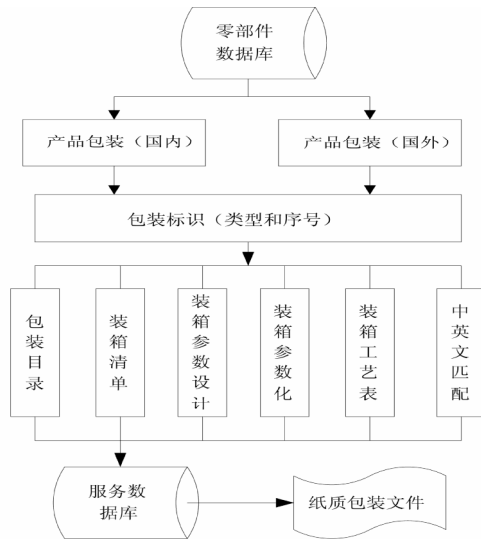 零部件
数据库
产品包装（国内）
产品包装（国外）
包装标识（类型和序号）
包装目录
装箱清单
装箱参数设计
装箱参数化
装箱工艺表
中英文匹配
服务数
据库
纸质包装文件